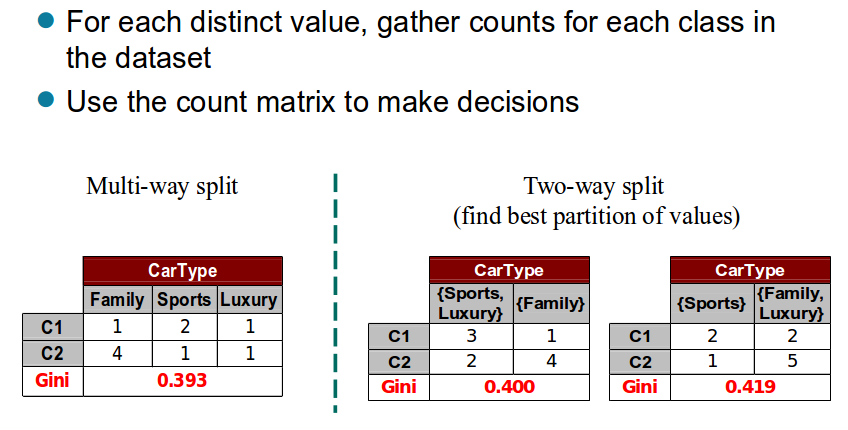 For each distinct value, gather counts for each class in
the dataset
Use the count matrix to make decisions
Multi-way split
CarType
Family Sports Luxury
C1 1 2 1
C2 4 1 1
Gini 0.393
Two-way split
(find best partition of values)
CarType
{Sports,
Luxury} {Family}
C1 3 1
C2 2 4
Gini 0.400
CarType
{Sports} {Family,
Luxury}
C1 2 2
C2 1 5
Gini 0.419